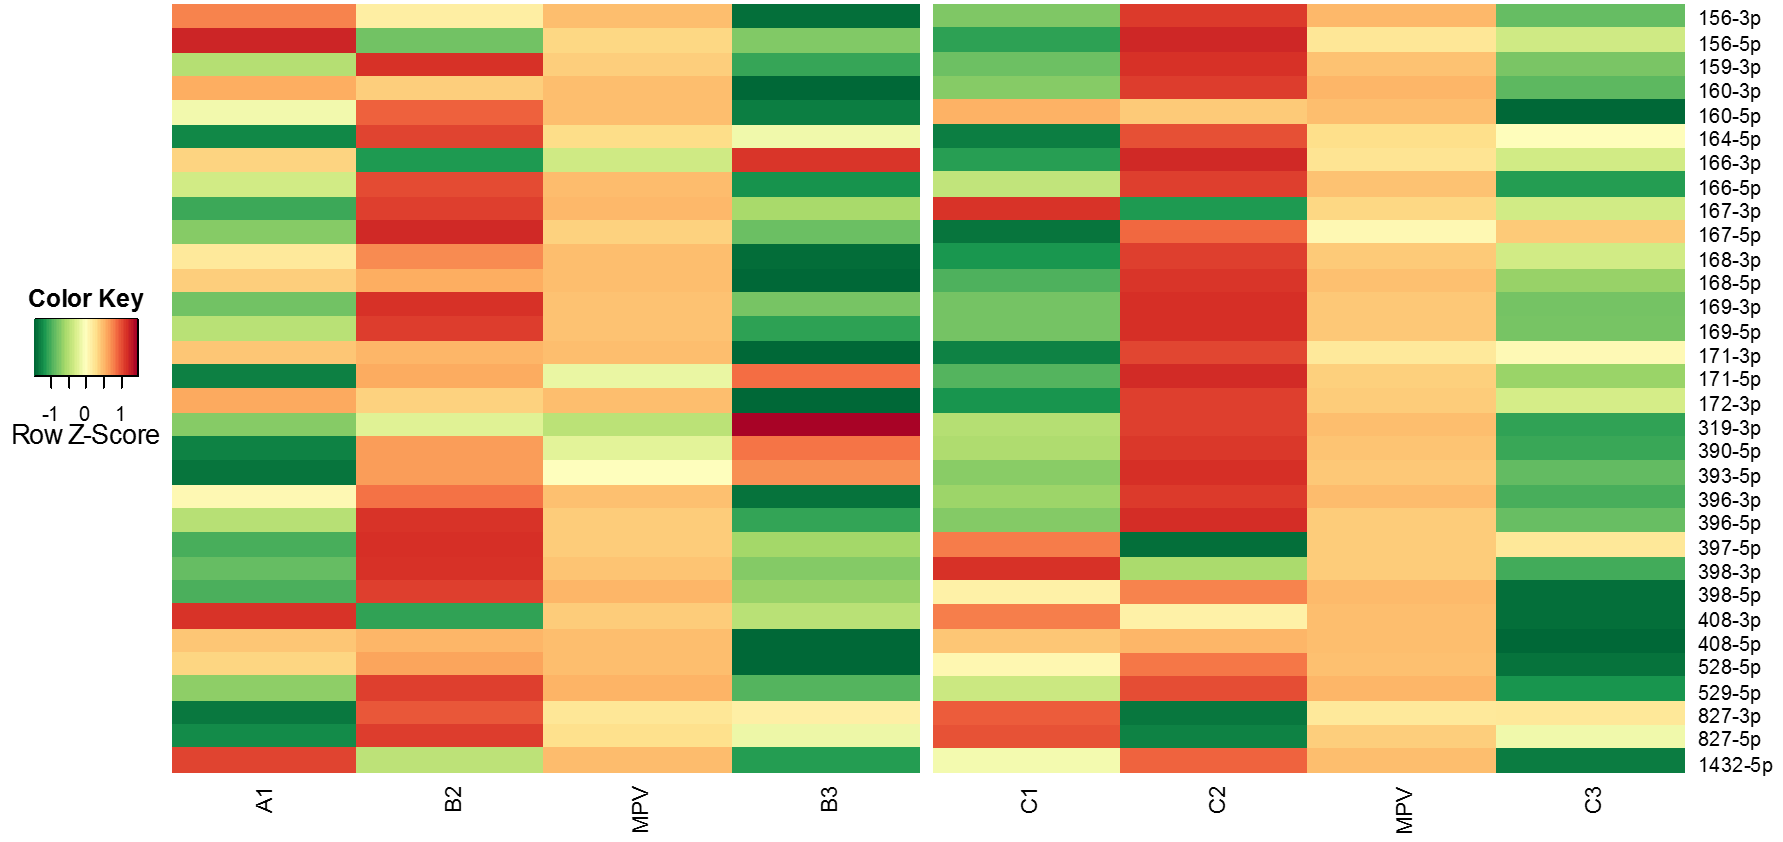 156-3p
156-5p
159-3p
160-3p
160-5p
164-5p
166-3p
166-5p
167-3p
167-5p
168-3p
168-5p
169-3p
169-5p
171-3p
171-5p
172-3p
319-3p
390-5p
393-5p
396-3p
396-5p
397-5p
398-3p
398-5p
408-3p
408-5p
528-5p
529-5p
827-3p
827-5p
1432-5p
Color Key
-1 0 1
Row Z-Score
A1 B2 MPV B3 C1 C2 MPV C3